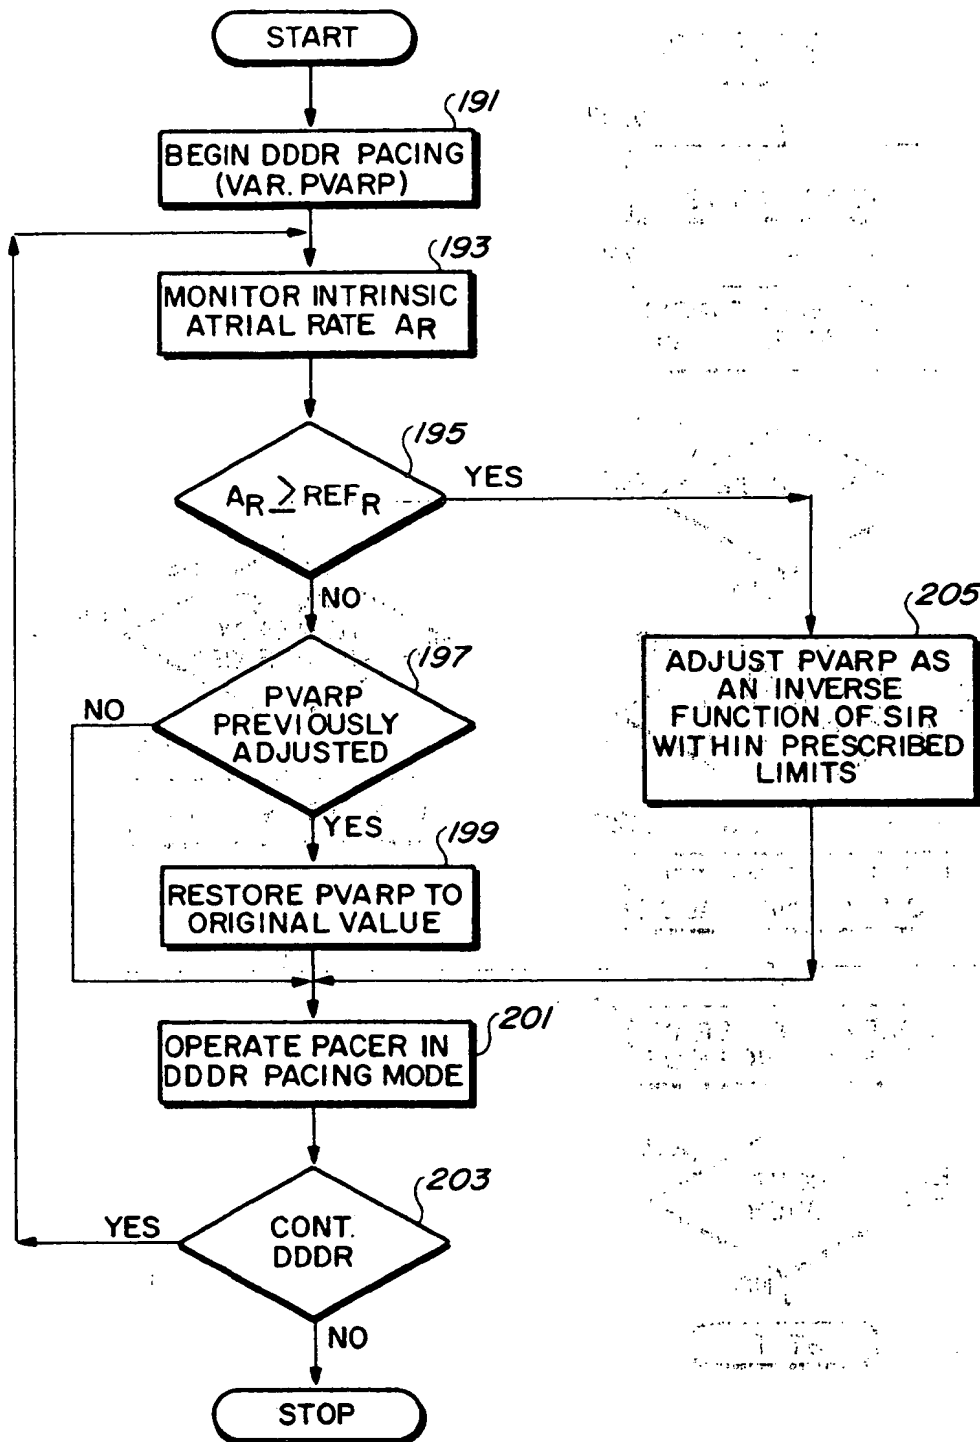 START
191
BEGIN DDDR PACING
(VAR. PVARP)
193
MONITOR INTRINSIC
ATRIAL RATE AR
195
AR ≥ REFR
YES
NO
197
PVARP
PREVIOUSLY
ADJUSTED
NO
YES
205
ADJUST PVARP AS
AN INVERSE
FUNCTION OF SIR
WITHIN PRESCRIBED
LIMITS
199
RESTORE PVARP TO
ORIGINAL VALUE
201
OPERATE PACER IN
DDDR PACING MODE
203
CONT.
DDDR
YES
NO
STOP